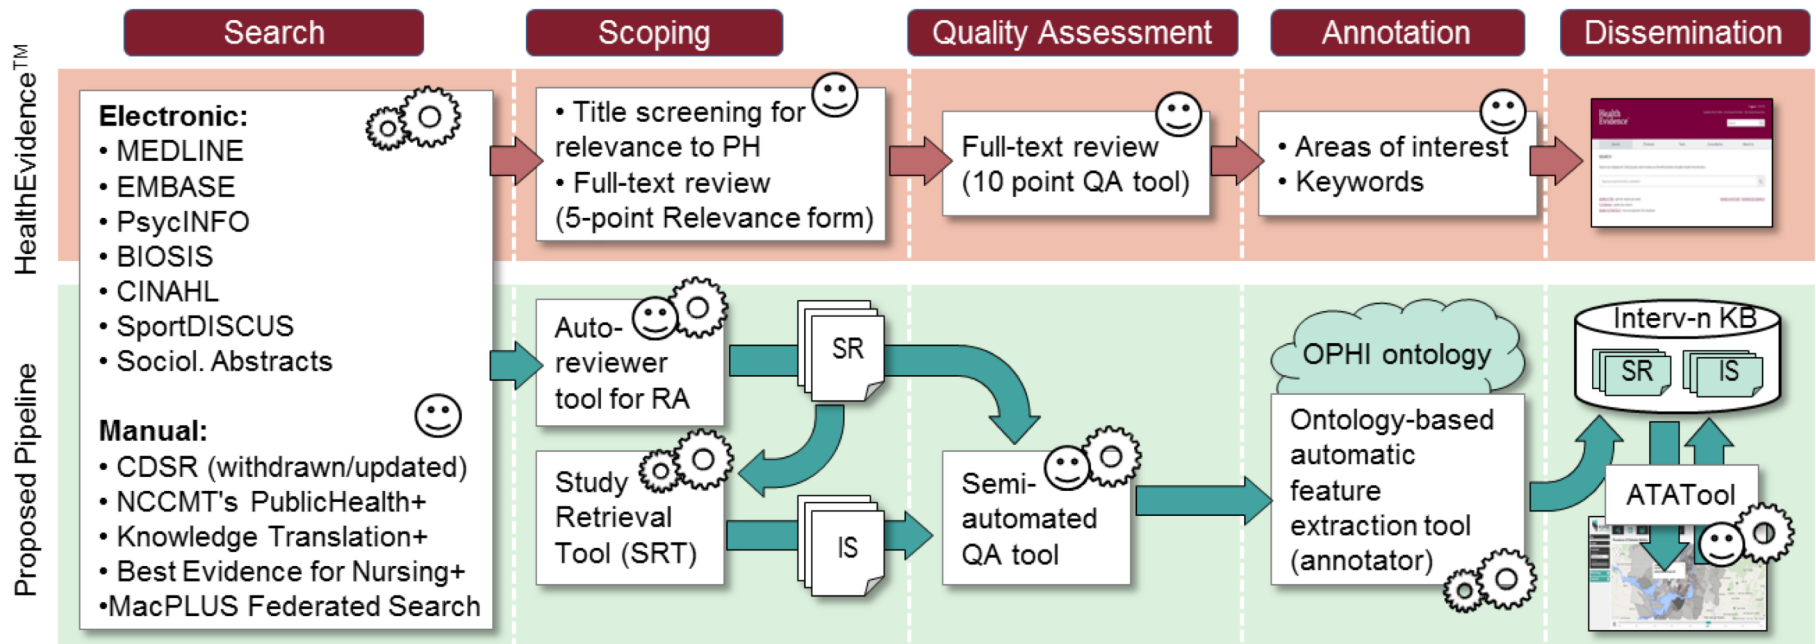 Search
Scoping
Quality Assessment
Annotation
Dissemination
HealthEvidence™
Electronic:
• MEDLINE
• EMBASE
• PsycINFO
• BIOSIS
• CINAHL
• SportDISCUS
• Sociol. Abstracts
Manual:
• CDSR (withdrawn/updated)
• NCCMT's PublicHealth+
• Knowledge Translation+
• Best Evidence for Nursing+
•MacPLUS Federated Search
• Title screening for
relevance to PH
• Full-text review
(5-point Relevance form)
Full-text review
(10 point QA tool)
• Areas of interest
• Keywords
Health
Evidence
Proposed Pipeline
Auto-
reviewer
tool for RA
SR
Study
Retrieval
Tool (SRT)
IS
Semi-
automated
QA tool
OPHI ontology
Ontology-based
automatic
feature
extraction tool
(annotator)
Interv-n KB
SR
IS
ATATool